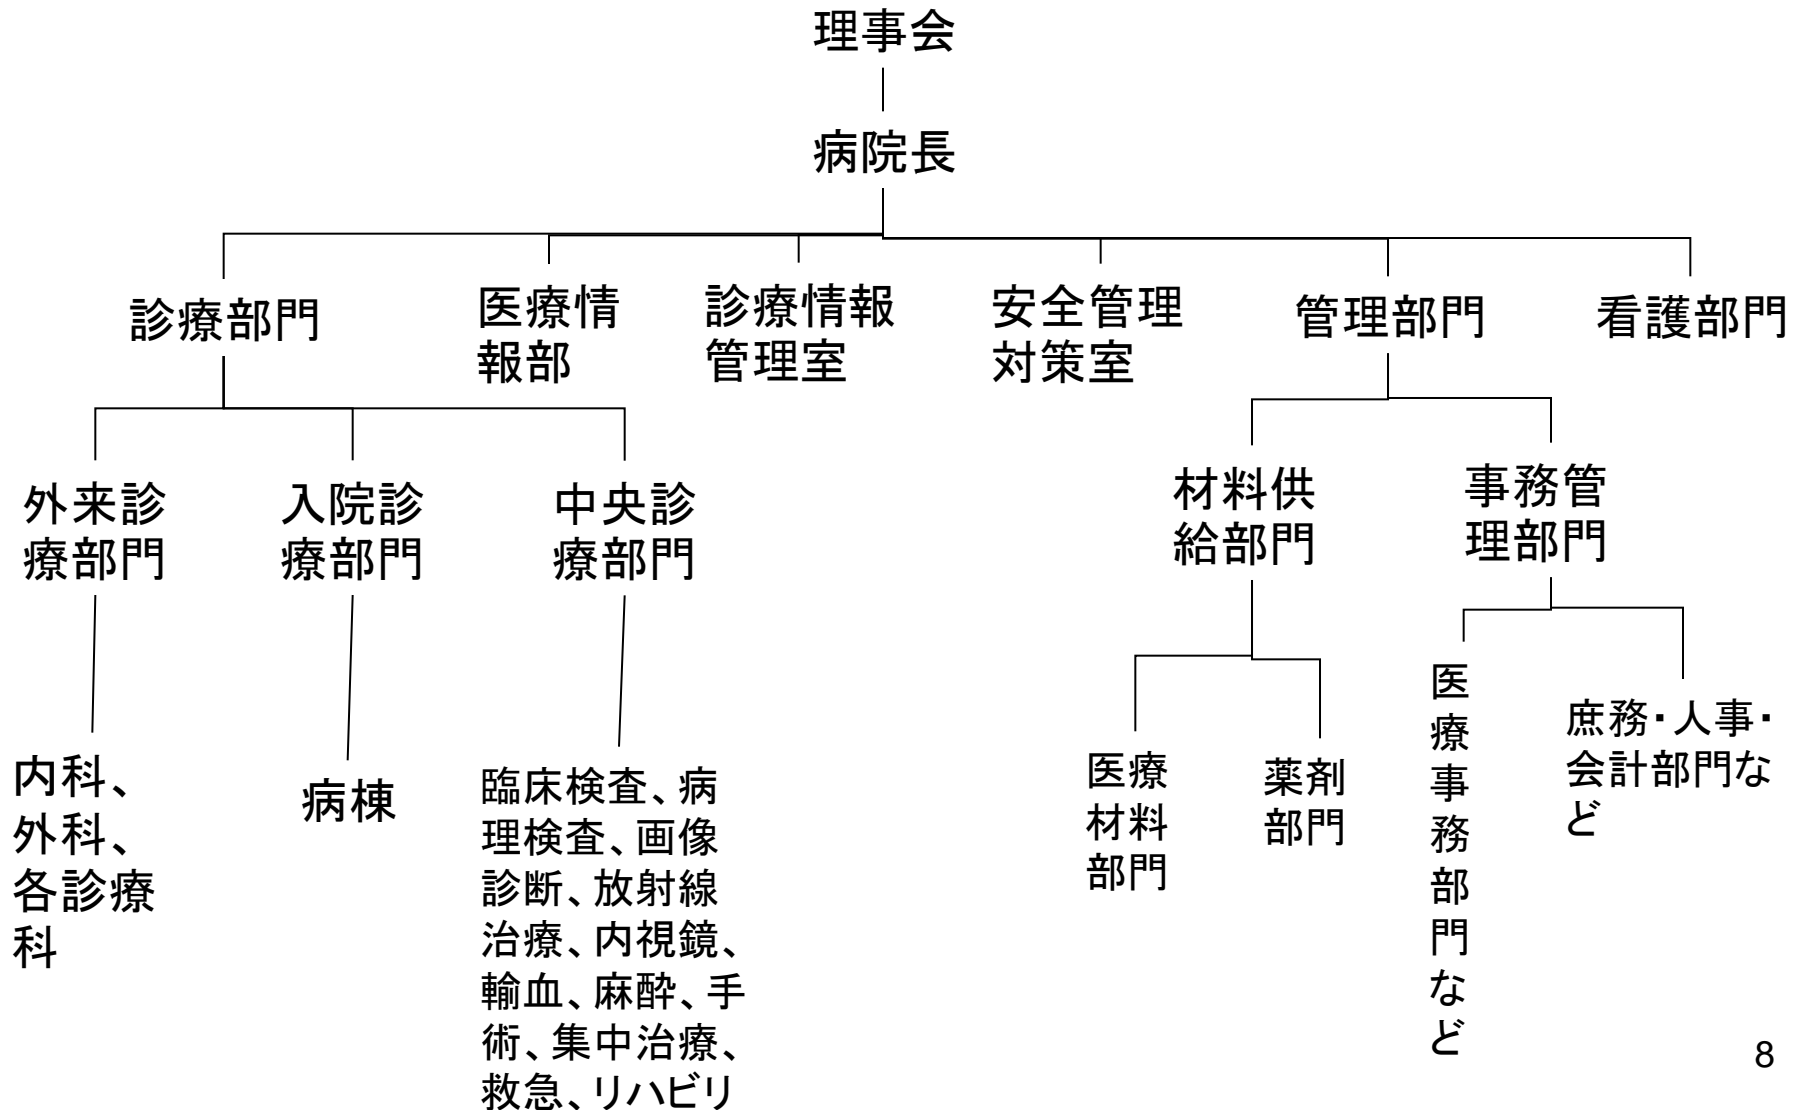 理事会
病院長
診療部門
医療情
報部
診療情報
管理室
安全管理
対策室
管理部門
看護部門
外来診
療部門
入院診
療部門
中央診
療部門
材料供
給部門
事務管
理部門
内科、
外科、
各診療
科
病棟
臨床検査、病
理検査、画像
診断、放射線
治療、内視鏡、
輸血、麻酔、手
術、集中治療、
救急、リハビリ
医療
材料
部門
薬剤
部門
医療事務部門など
庶務・人事・
会計部門な
ど
8